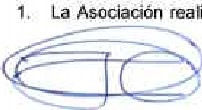 1. La Asociación reali